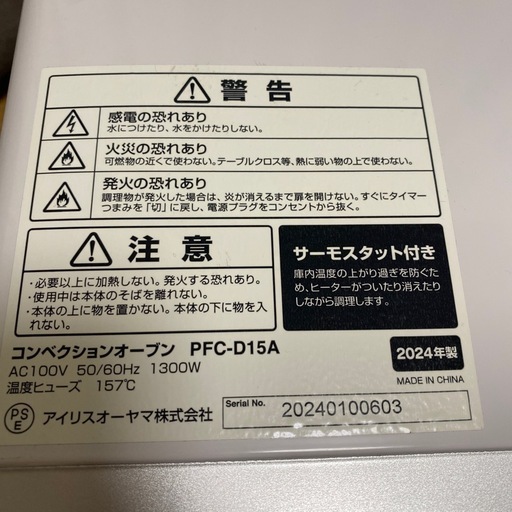 警告
感電の恐れあり
水につけたり、水をかけたりしない。
火災の恐れあり
可燃物の近くで使わない。テーブルクロス等、熱に弱い物の上で使わない。
発火の恐れあり
調理物が発火した場合は、炎が消えるまで扉を開けない。すぐにタイマー
つまみを「切」に戻し、電源プラグをコンセントから抜く。
注意
・必要以上に加熱しない。発火する恐れあり。
・使用中は本体のそばを離れない。
・本体の上に物を置かない。本体の下に物を入
れない。
サーモスタット付き
庫内温度の上がり過ぎを防ぐた
め、ヒーターがついたり消えたり
しながら調理します。
コンベクションオーブン PFC-D15A
AC100V 50/60Hz 1300W
温度ヒューズ 157℃
2024年製
MADE IN CHINA
PSE アイリスオーヤマ株式会社
Serial No. 20240100603